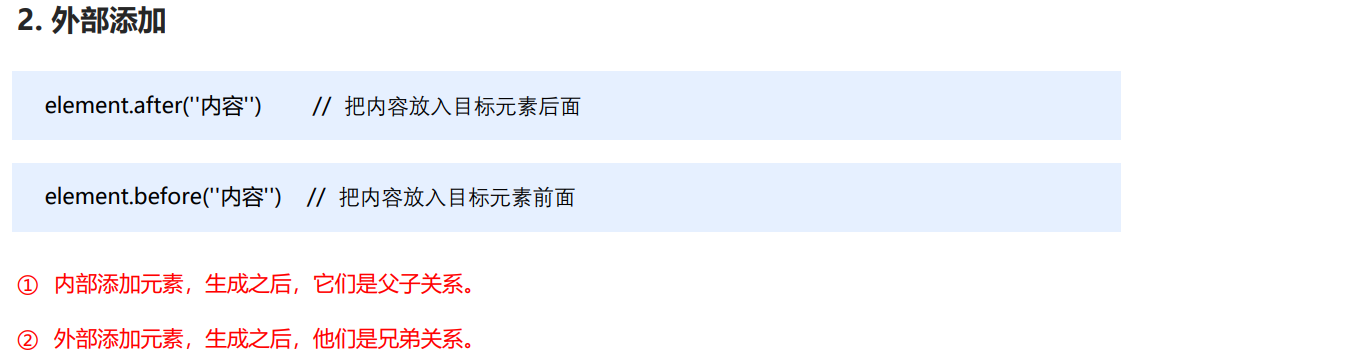 2. 外部添加
element.after(''内容'') // 把内容放入目标元素后面
element.before(''内容'') // 把内容放入目标元素前面
① 内部添加元素，生成之后，它们是父子关系。
② 外部添加元素，生成之后，他们是兄弟关系。